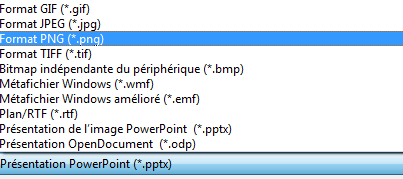 Format GIF (*.gif)
Format JPEG (*.jpg)
Format PNG (*.png)
Format TIFF (*.tif)
Bitmap indépendante du périphérique (*.bmp)
Métafichier Windows (*.wmf)
Métafichier Windows amélioré (*.emf)
Plan/RTF (*.rtf)
Présentation de l'image PowerPoint (*.pptx)
Présentation OpenDocument (*.odp)
Présentation PowerPoint (*.pptx)